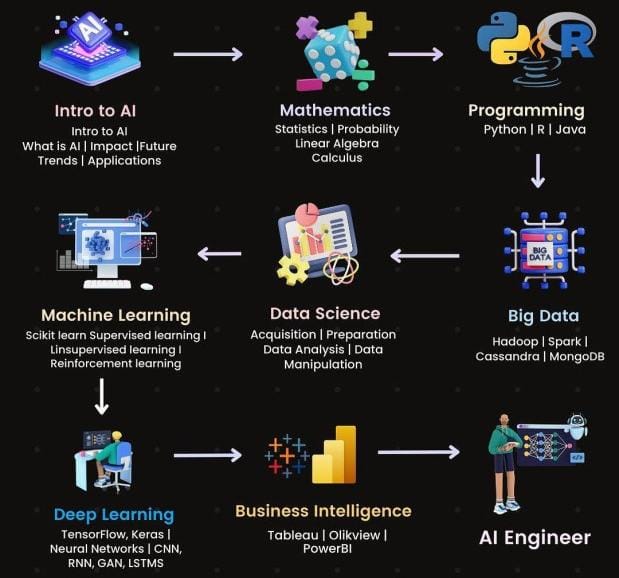 AI
R
Intro to AI
Intro to AI
What is AI | Impact |Future
Trends | Applications
Mathematics
Statistics | Probability
Linear Algebra
Calculus
Programming
Python | R | Java
BIG
DATA
Machine Learning
Scikit learn Supervised learning I
Linsupervised learning I
Reinforcement learning
Data Science
Acquisition | Preparation
Data Analysis | Data
Manipulation
Big Data
Hadoop | Spark |
Cassandra | MongoDB
</>
Deep Learning
TensorFlow, Keras |
Neural Networks | CNN,
RNN, GAN, LSTMS
Business Intelligence
Tableau | Olikview |
PowerBI
AI Engineer